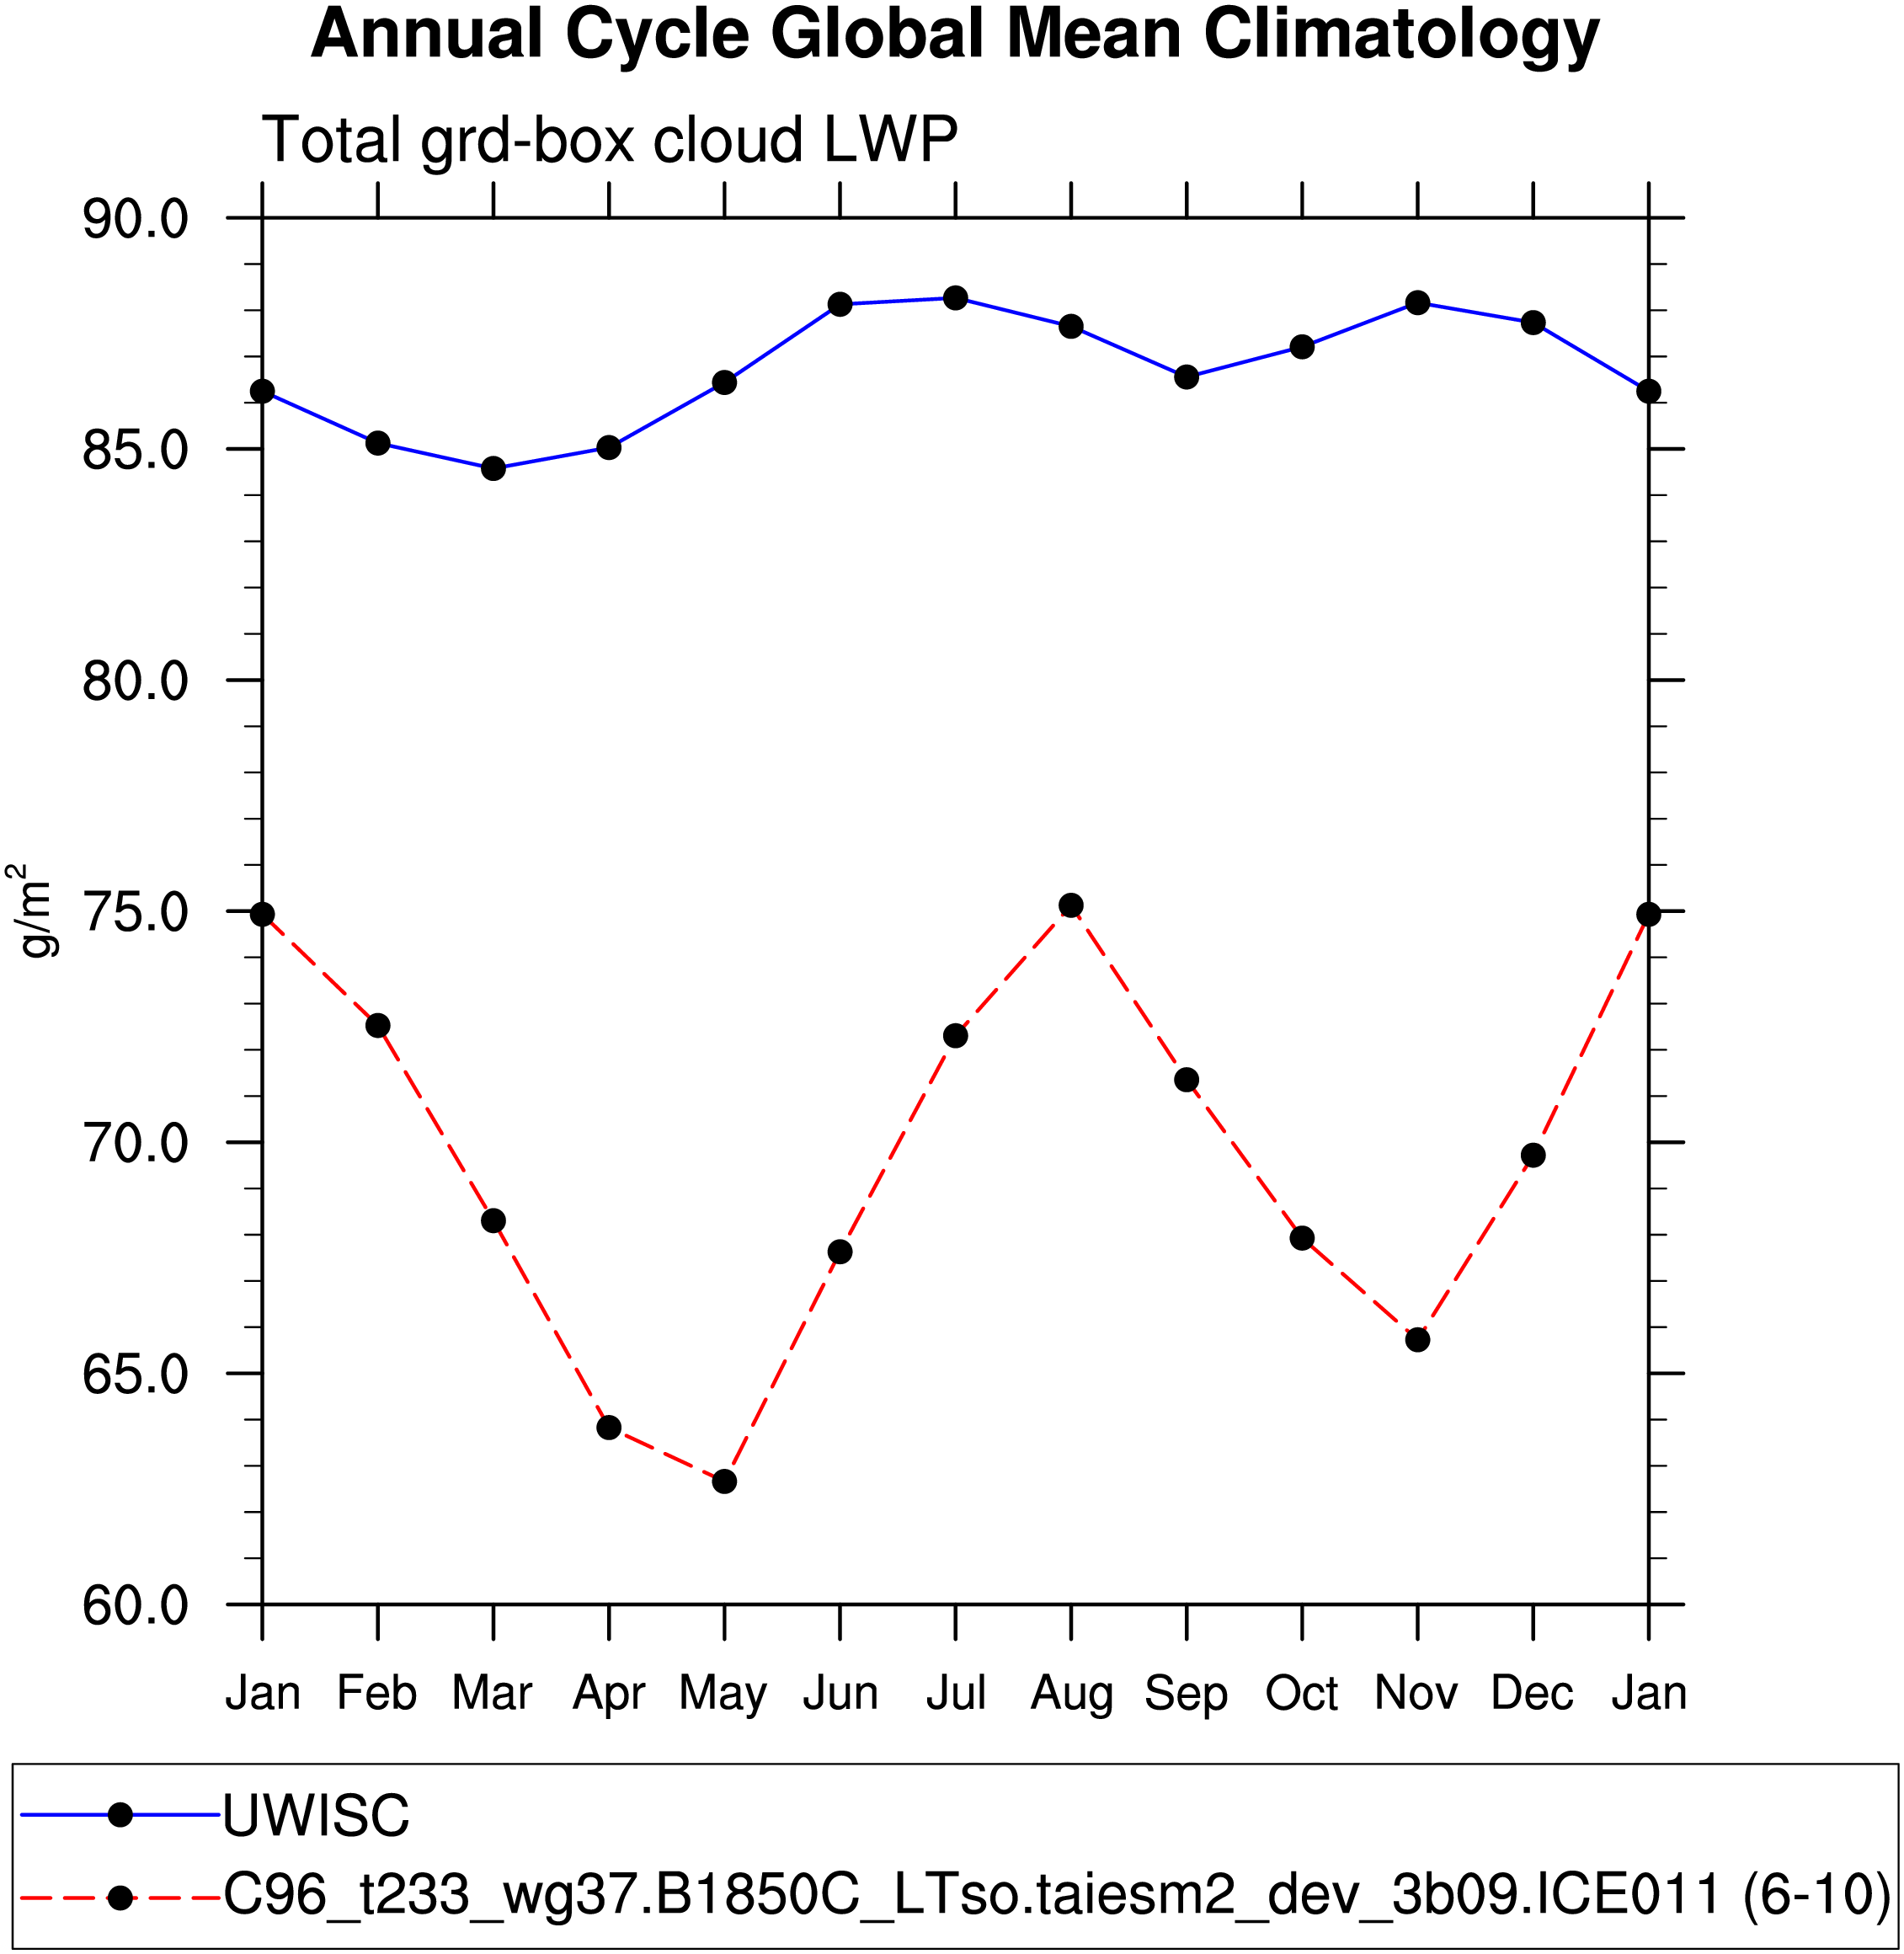 Annual Cycle Global Mean Climatology
Total grd-box cloud LWP
90.0
85.0
80.0
75.0
70.0
65.0
60.0
g/m²
Jan Feb Mar Apr May Jun Jul Aug Sep Oct Nov Dec Jan
UWISC
C96_t233_wg37.B1850C_LTso.taiesm2_dev_3b09.ICE011 (6-10)